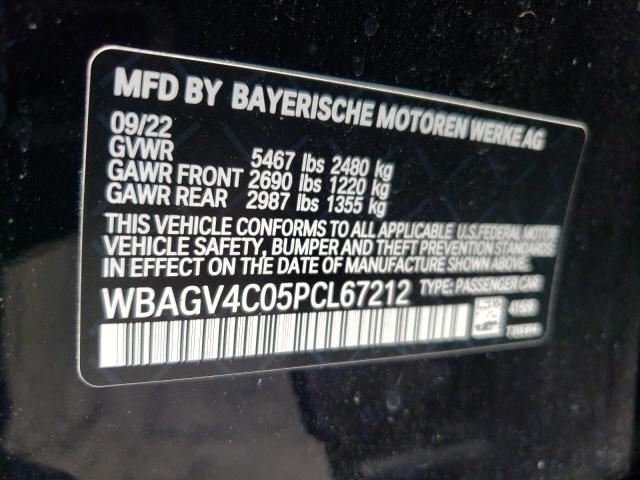 MFD BY BAYERISCHE MOTOREN WERKE AG
09/22
GVWR 5467 lbs 2480 kg
GAWR FRONT 2690 lbs 1220 kg
GAWR REAR 2987 lbs 1355 kg
THIS VEHICLE CONFORMS TO ALL APPLICABLE U.S.FEDERAL MOTOR
VEHICLE SAFETY, BUMPER AND THEFT PREVENTION STANDARDS
IN EFFECT ON THE DATE OF MANUFACTURE SHOWN ABOVE.
WBAGV4C05PCL67212 TYPE: PASSENGER CAR